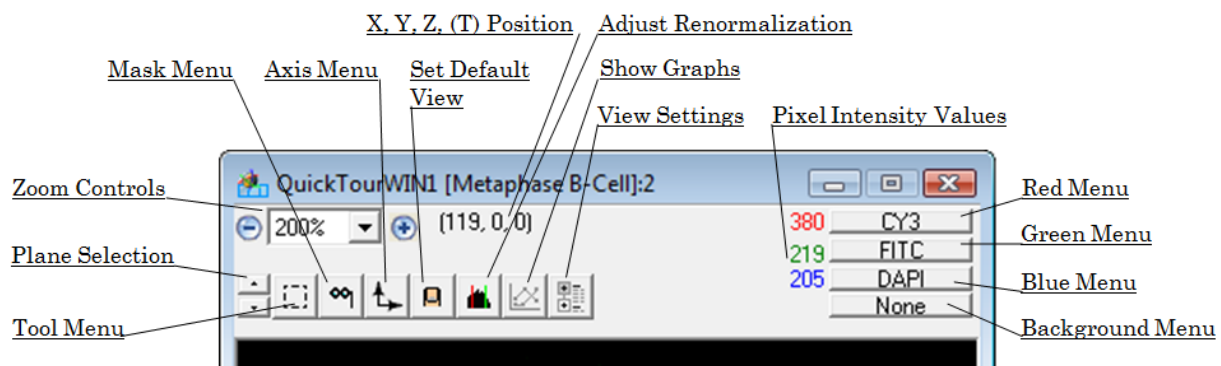 X, Y, Z, (T) Position
Adjust Renormalization
Mask Menu
Axis Menu
Set Default
View
Show Graphs
View Settings
Pixel Intensity Values
Zoom Controls
QuickTourWIN1 [Metaphase B-Cell]:2
Red Menu
200%
(119, 0, 0)
380
CY3
Green Menu
219
FITC
Plane Selection
205
DAPI
Blue Menu
None
Tool Menu
Background Menu